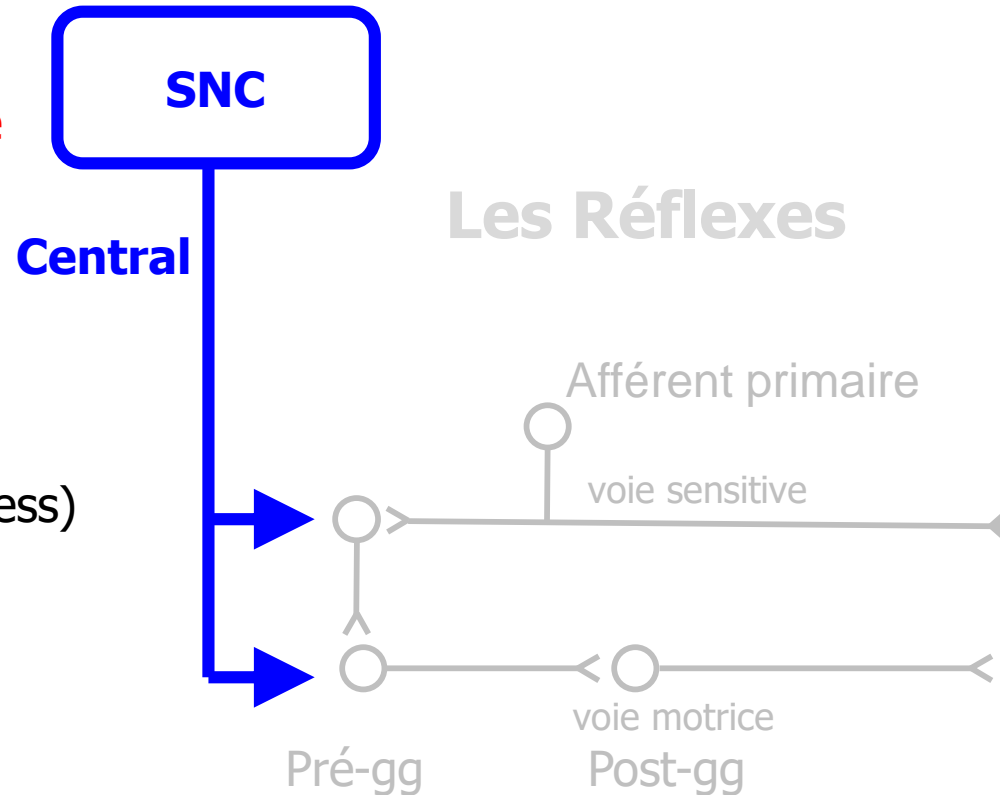 SNC
e
Les Réflexes
Central
Afférent primaire
voie sensitive
ess)
voie motrice
Pré-gg
Post-gg